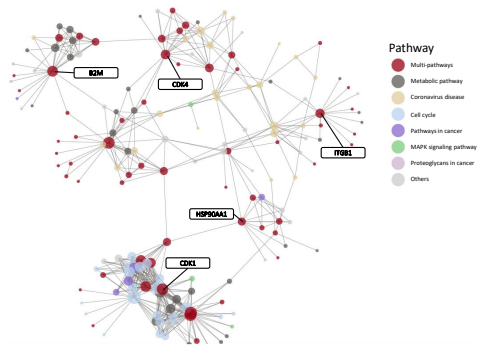 Pathway
Multi-pathways
Metabolic pathway
Coronavirus disease
Cell cycle
Pathways in cancer
MAPK signaling pathway
Proteoglycans in cancer
Others
B2M
CDK4
ITGB1
HSP90AA1
CDK1